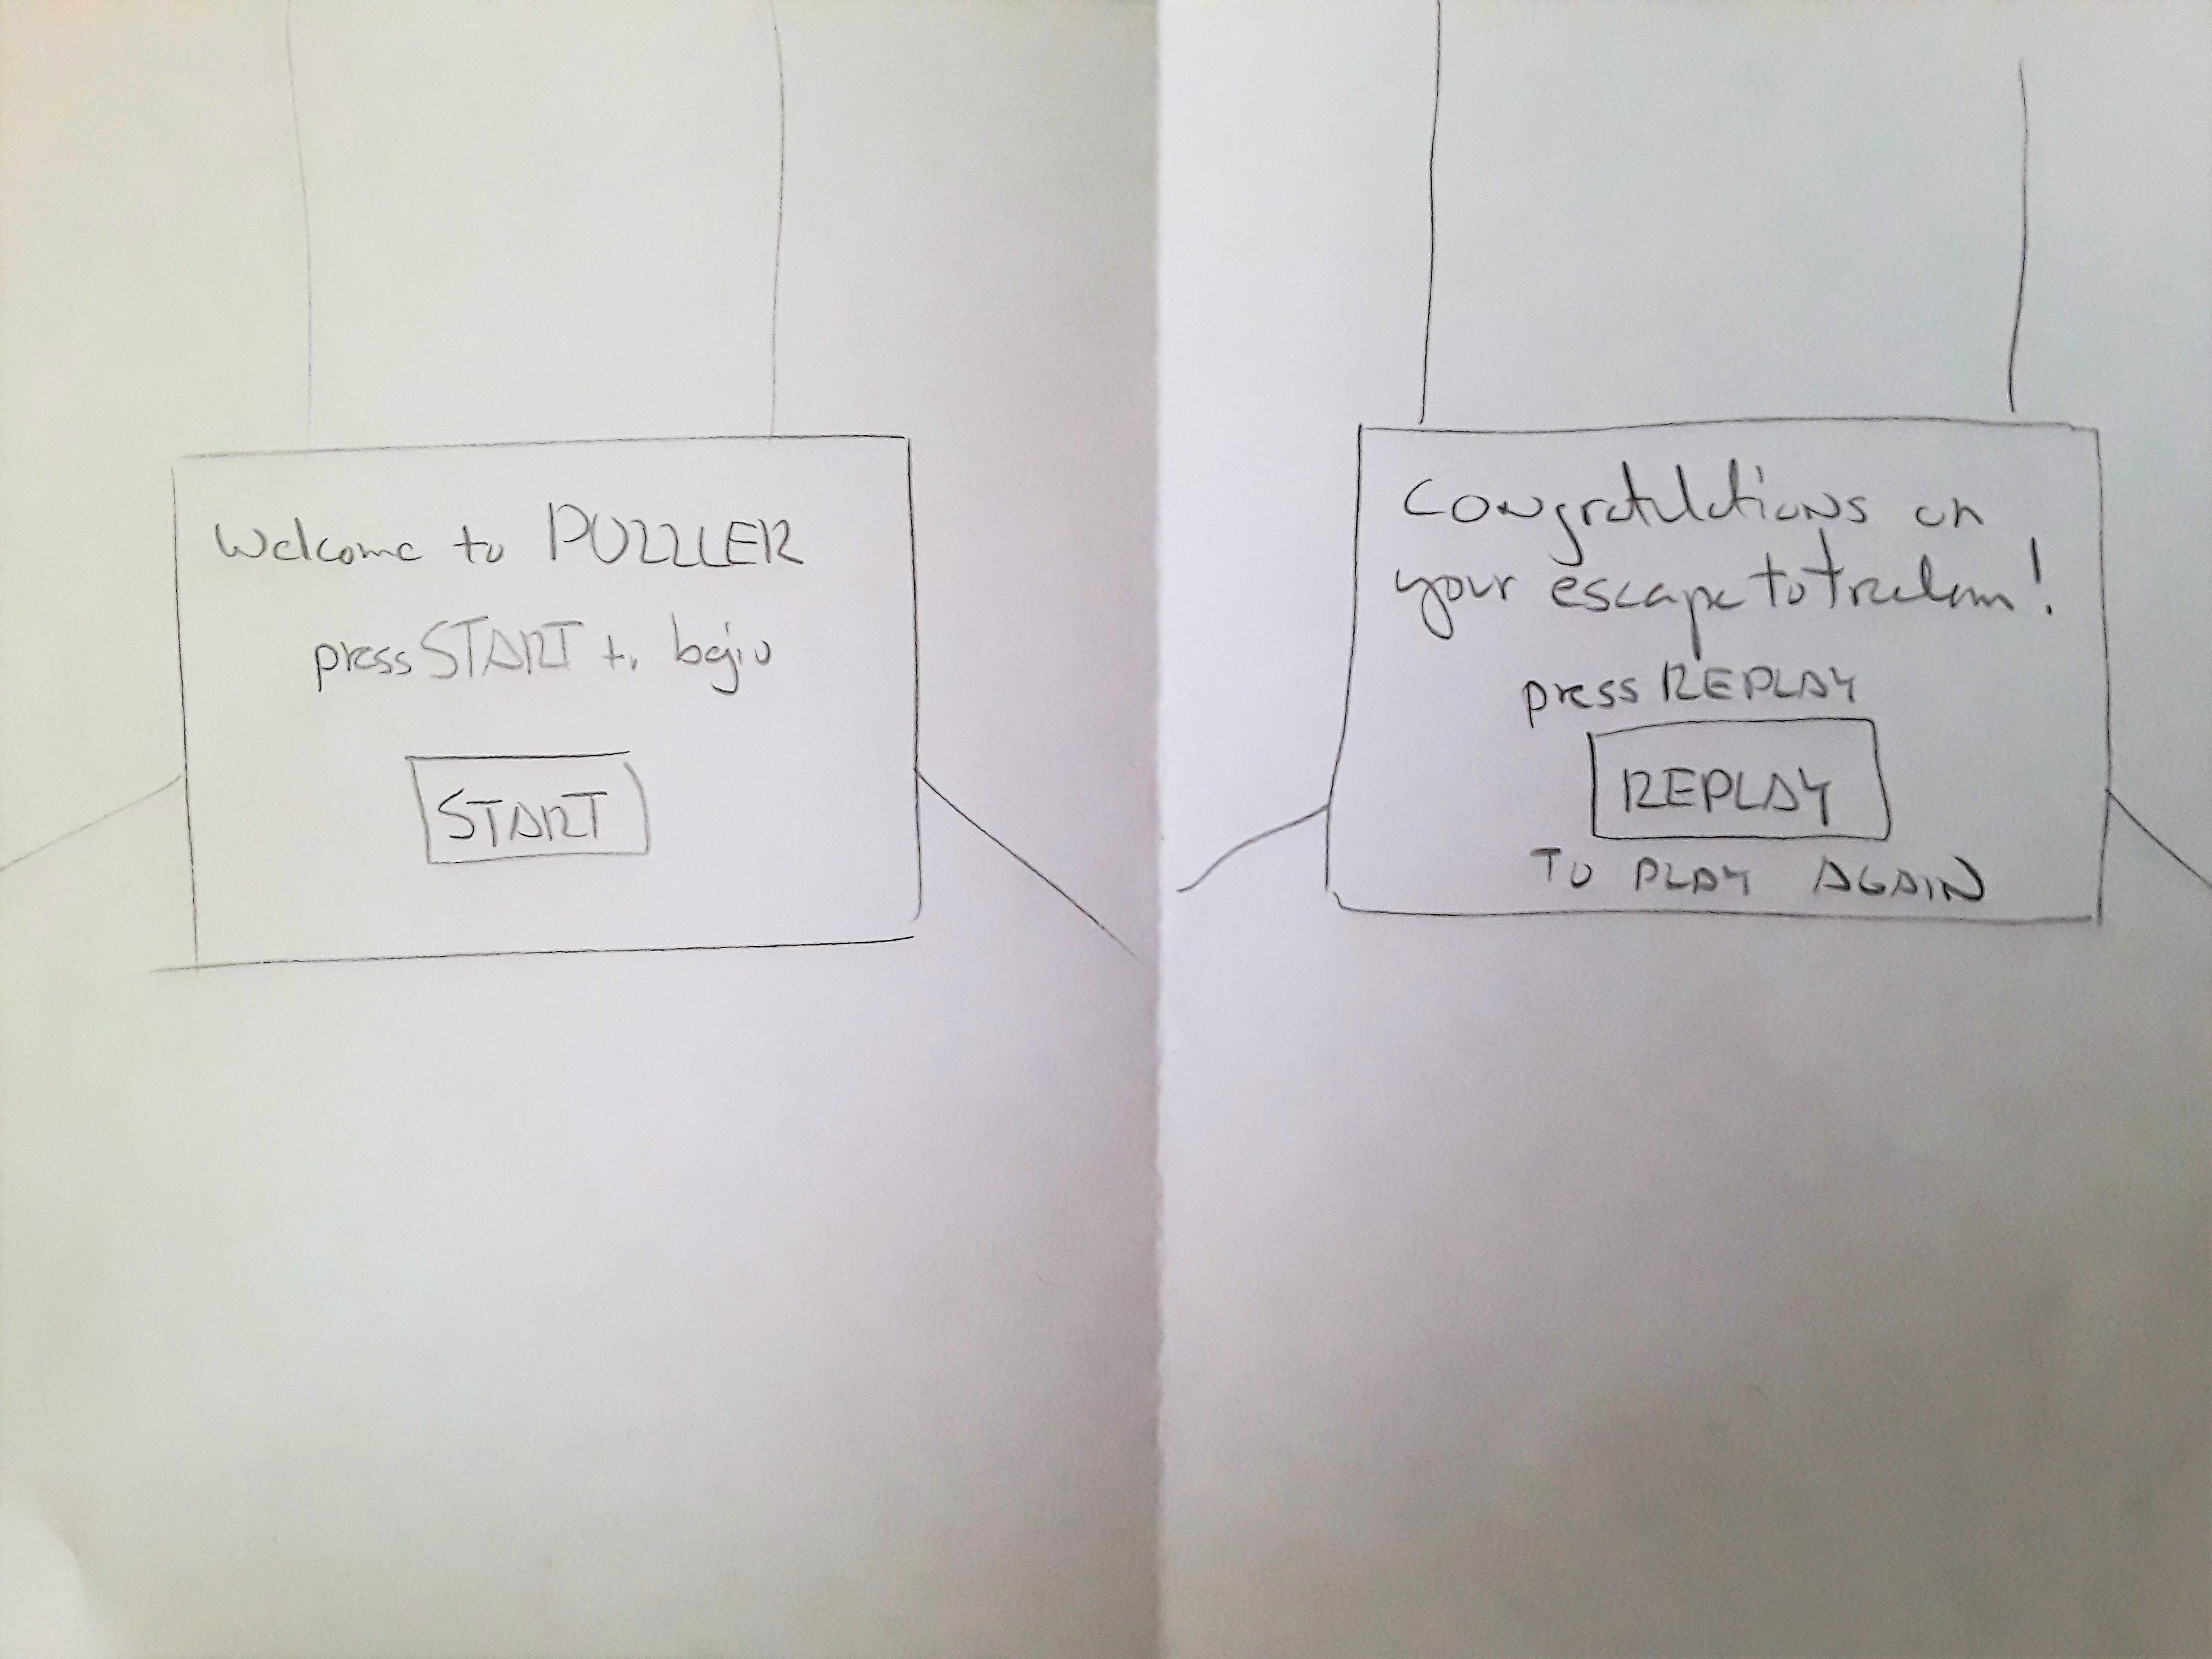 Welcome to PUZZLER
press START to begin
START
Congratulations on
your escape to freedom!
press REPLAY
REPLAY
TO PLAY AGAIN